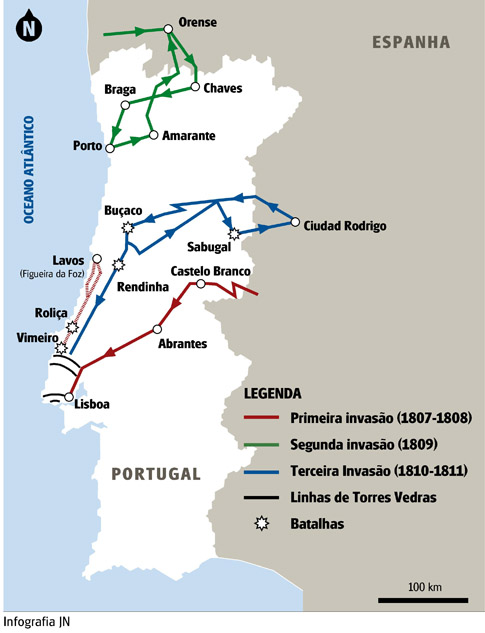 N
Orense
ESPANHA
Braga
Chaves
Porto
Amarante
OCEANO ATLÂNTICO
Buçaco
Ciudad Rodrigo
Sabugal
Lavos
(Figueira da Foz)
Rendinha
Castelo Branco
Roliça
Vimeiro
Abrantes
Lisboa
LEGENDA
Primeira invasão (1807-1808)
Segunda invasão (1809)
Terceira Invasão (1810-1811)
Linhas de Torres Vedras
Batalhas
PORTUGAL
100 km
Infografia JN